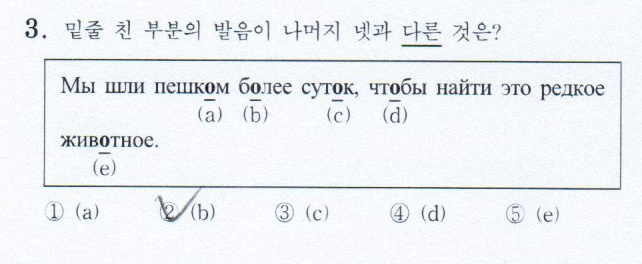 3. 밑줄 친 부분의 발음이 나머지 넷과 다른 것은?
Мы шли пешком более суток, чтобы найти это редкое
(a) (b) (c) (d)
животное.
(e)
① (a) ② (b) ③ (c) ④ (d) ⑤ (e)